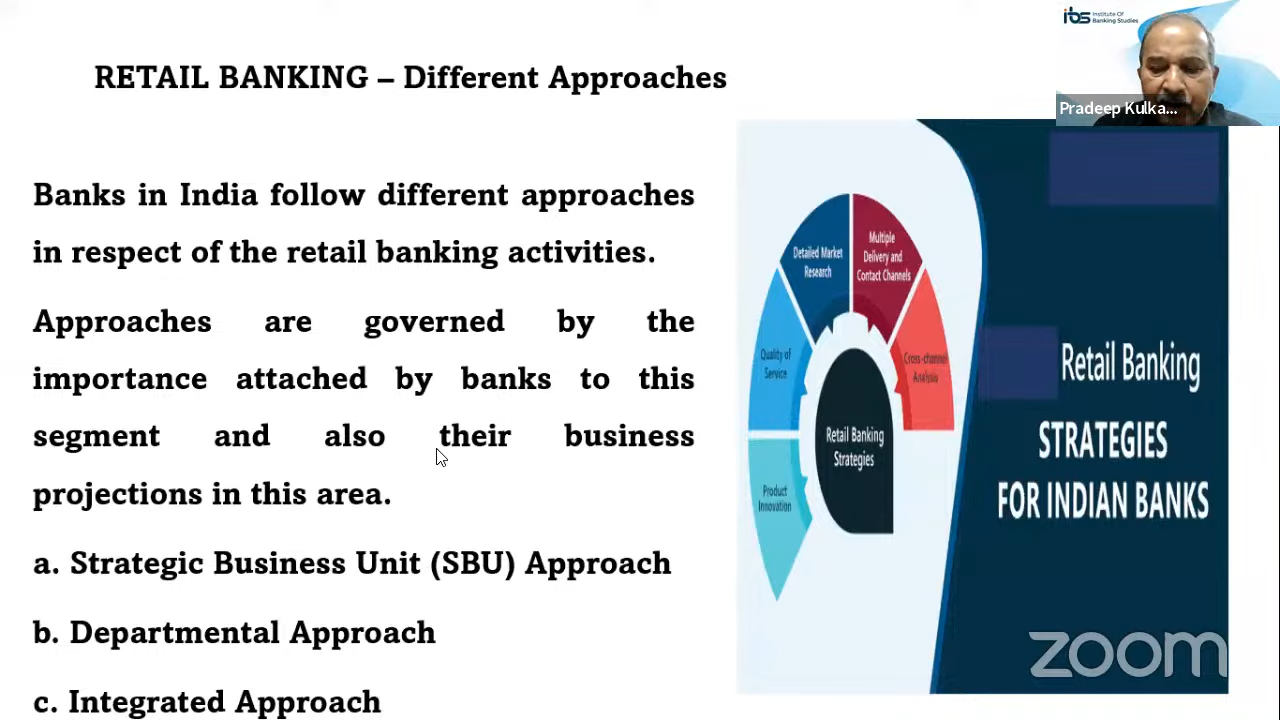 RETAIL BANKING – Different Approaches
ibs Institute Of
Banking Studies
Pradeep Kulka...
Banks in India follow different approaches
in respect of the retail banking activities.
Approaches are governed by the
importance attached by banks to this
segment and also their business
projections in this area.
a. Strategic Business Unit (SBU) Approach
b. Departmental Approach
c. Integrated Approach
Detailed Market
Research
Multiple
Delivery and
Contact Channels
Quality of
Service
Cross-channel
Analysis
Product
Innovation
Retail Banking
Strategies
Retail Banking
STRATEGIES
FOR INDIAN BANKS
zoom